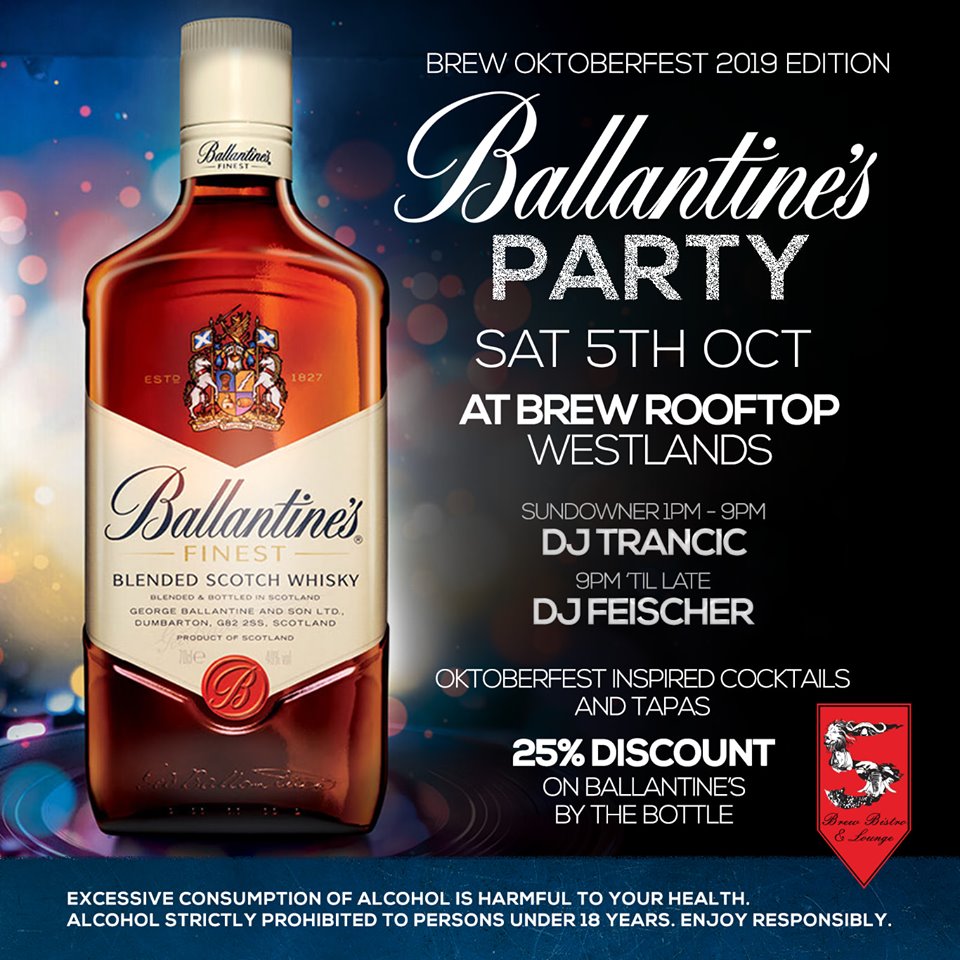 BREW OKTOBERFEST 2019 EDITION
Ballantine's
PARTY
SAT 5TH OCT
AT BREW ROOFTOP
WESTLANDS
SUNDOWNER 1PM - 9PM
DJ TRANCIC
9PM 'TIL LATE
DJ FEISCHER
OKTOBERFEST INSPIRED COCKTAILS
AND TAPAS
25% DISCOUNT
ON BALLANTINE'S
BY THE BOTTLE
Ballantine's
FINEST
ESTD 1827
Ballantine's®
FINEST
BLENDED SCOTCH WHISKY
BLENDED & BOTTLED IN SCOTLAND
GEORGE BALLANTINE AND SON LTD.,
DUMBARTON, G82 2SS, SCOTLAND
PRODUCT OF SCOTLAND
70cl e 40% vol
B
5
Brew Bistro
& Lounge
EXCESSIVE CONSUMPTION OF ALCOHOL IS HARMFUL TO YOUR HEALTH.
ALCOHOL STRICTLY PROHIBITED TO PERSONS UNDER 18 YEARS. ENJOY RESPONSIBLY.